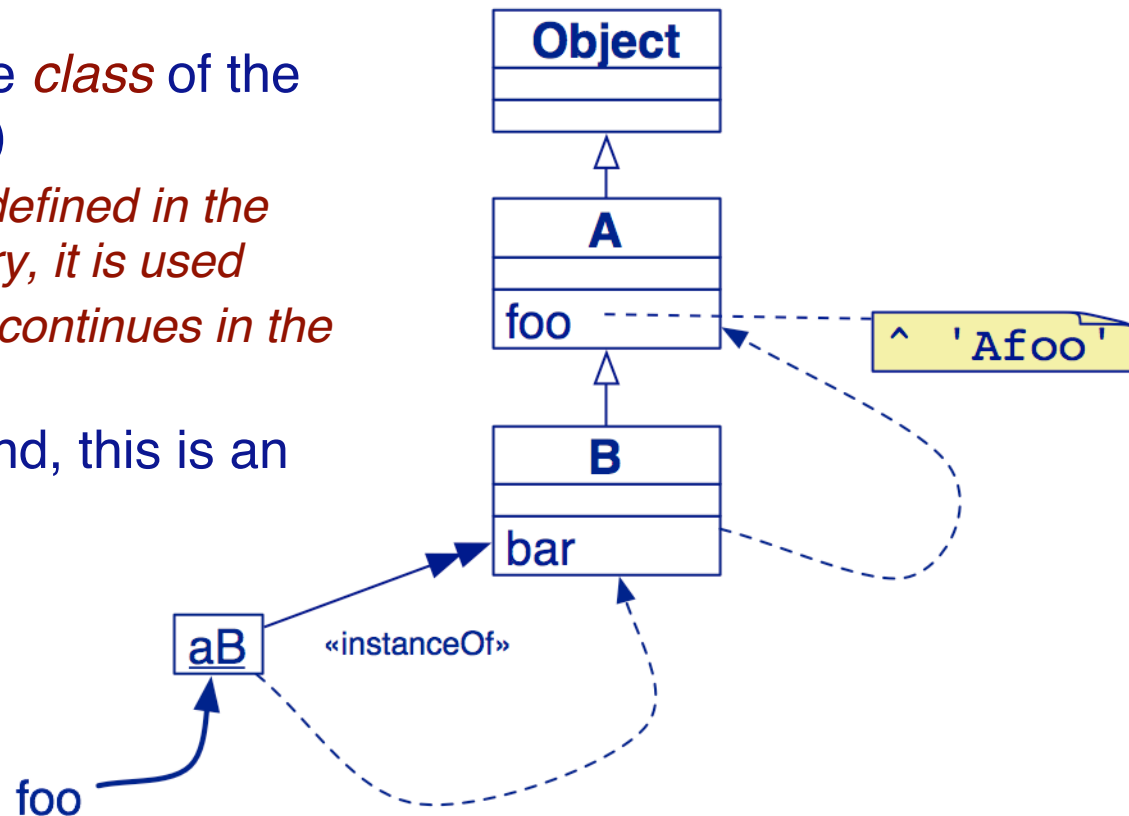 e class of the
)
defined in the
ry, it is used
continues in the
nd, this is an
Object
A
foo
^ 'Afoo'
B
bar
aB
«instanceOf»
foo